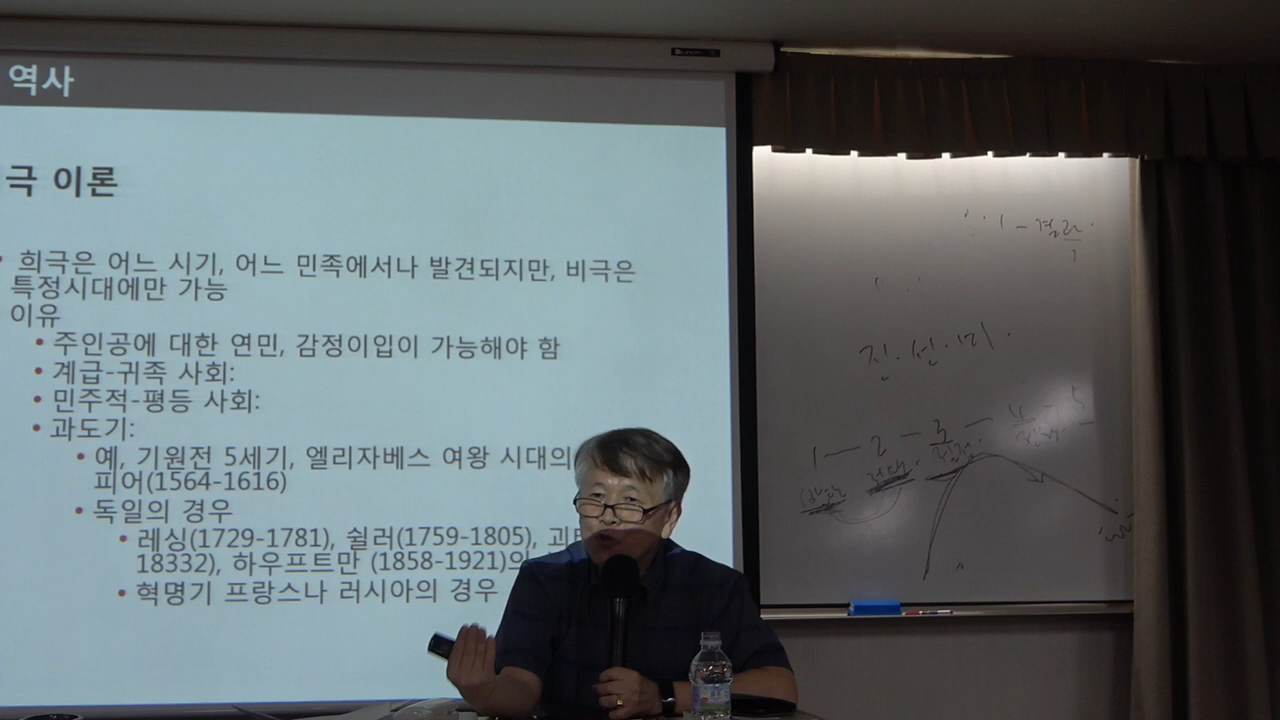 역사
극 이론
• 희극은 어느 시기, 어느 민족에서나 발견되지만, 비극은
특정시대에만 가능
이유
• 주인공에 대한 연민, 감정이입이 가능해야 함
• 계급-귀족 사회:
• 민주적-평등 사회:
• 과도기:
• 예, 기원전 5세기, 엘리자베스 여왕 시대의
피어(1564-1616)
• 독일의 경우
• 레싱(1729-1781), 쉴러(1759-1805), 괴
18332), 하우프트만 (1858-1921)의
• 혁명기 프랑스나 러시아의 경우
1 - 결과.
진.선.미.
1 — 2 — 3 — 4 — 5